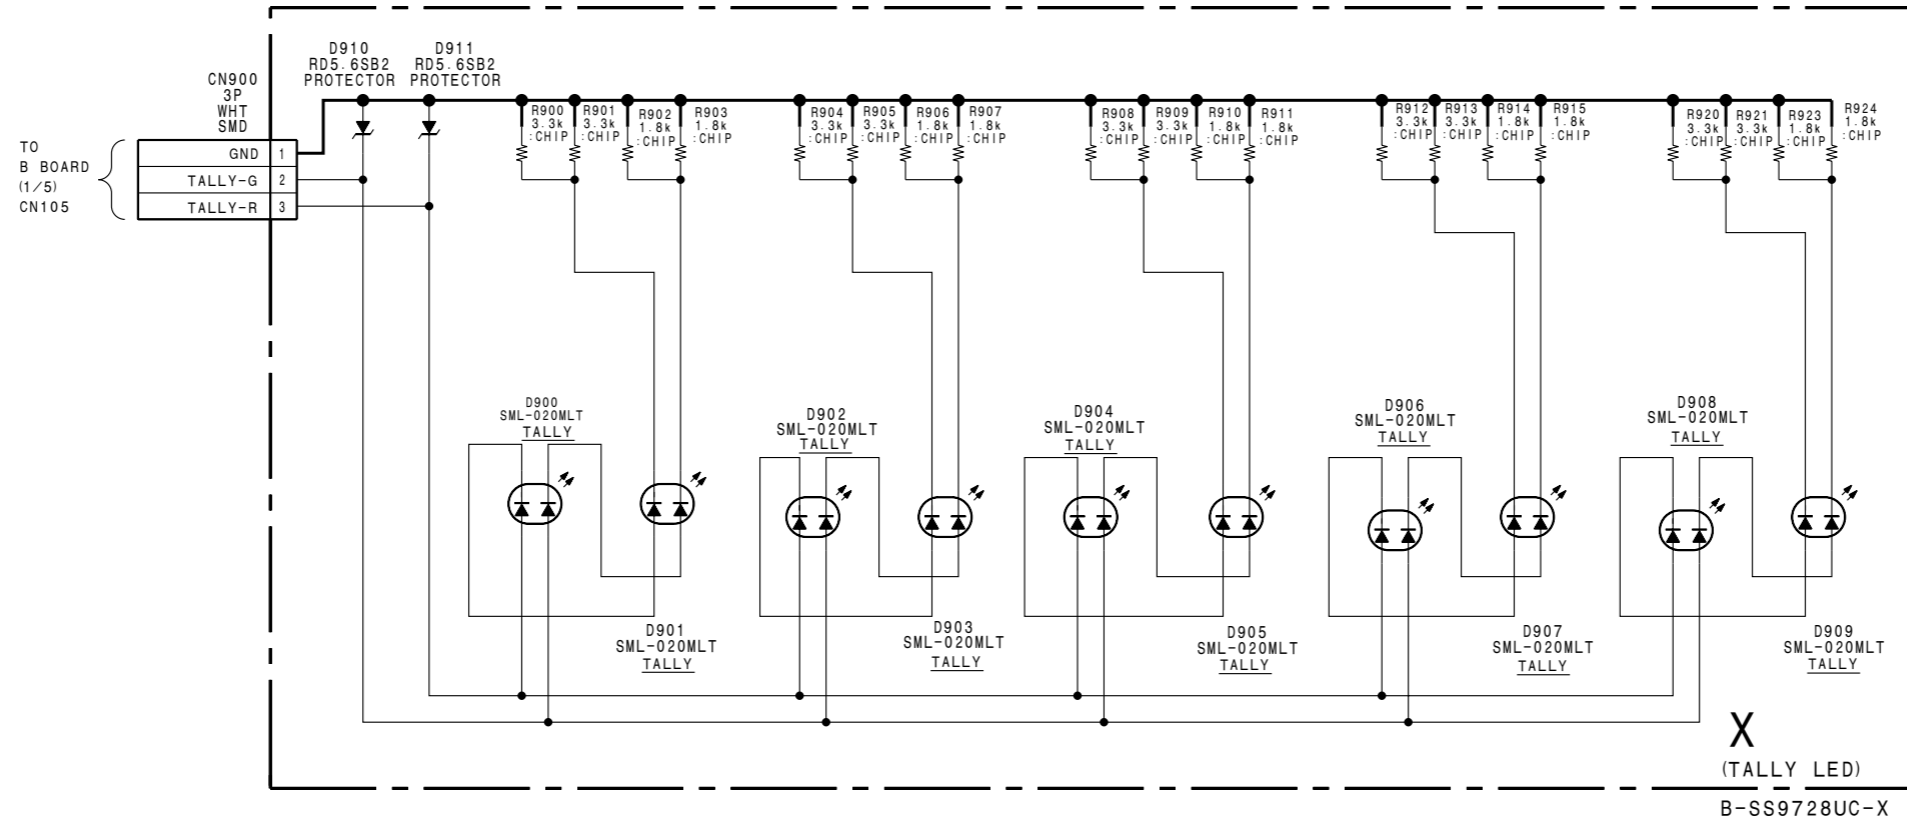 D910
RD5.6SB2
PROTECTOR
D911
RD5.6SB2
PROTECTOR
CN900
3P
WHT
SMD
TO
B BOARD
(1/5)
CN105
GND 1
TALLY-G 2
TALLY-R 3
R900
3.3k
:CHIP
R901
3.3k
:CHIP
R902
1.8k
:CHIP
R903
1.8k
:CHIP
R904
3.3k
:CHIP
R905
3.3k
:CHIP
R906
1.8k
:CHIP
R907
1.8k
:CHIP
R908
3.3k
:CHIP
R909
3.3k
:CHIP
R910
1.8k
:CHIP
R911
1.8k
:CHIP
R912
3.3k
:CHIP
R913
3.3k
:CHIP
R914
1.8k
:CHIP
R915
1.8k
:CHIP
R920
3.3k
:CHIP
R921
3.3k
:CHIP
R923
1.8k
:CHIP
R924
1.8k
:CHIP
D900
SML-020MLT
TALLY
D902
SML-020MLT
TALLY
D904
SML-020MLT
TALLY
D906
SML-020MLT
TALLY
D908
SML-020MLT
TALLY
D901
SML-020MLT
TALLY
D903
SML-020MLT
TALLY
D905
SML-020MLT
TALLY
D907
SML-020MLT
TALLY
D909
SML-020MLT
TALLY
X
(TALLY LED)
B-SS9728UC-X